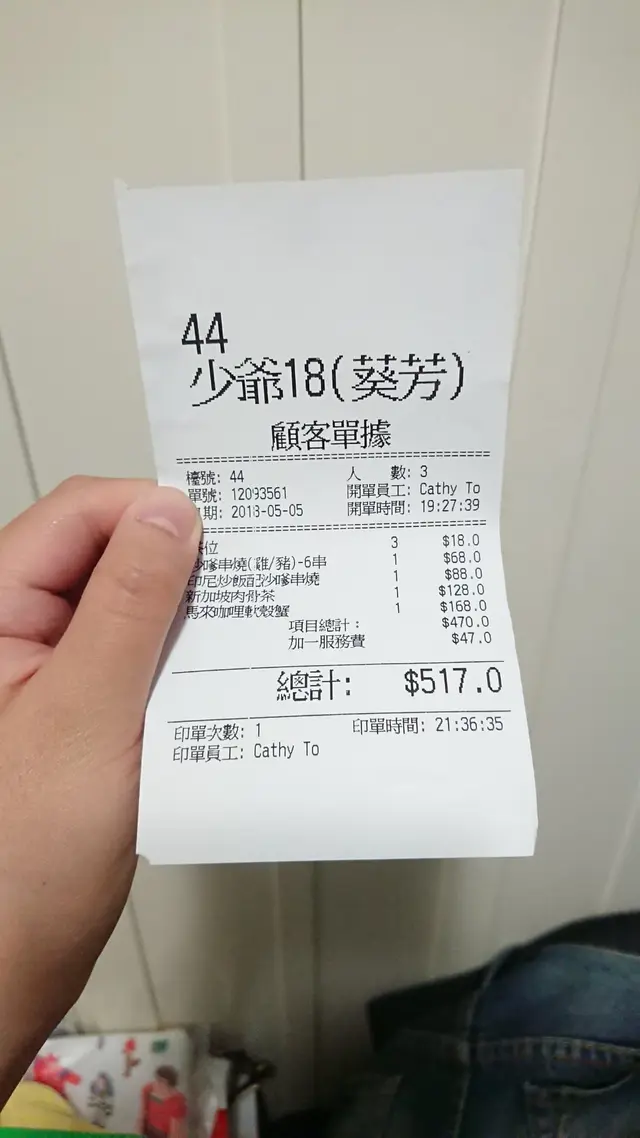 44
少爺18(葵芳)
顧客單據
檯號: 44 人 數: 3
單號: 12093561 開單員工: Cathy To
期: 2018-05-05 開單時間: 19:27:39
位 3 $18.0
沙嗲串燒(雞/豬)-6串 1 $68.0
印尼炒飯配沙嗲串燒 1 $88.0
新加坡肉骨茶 1 $128.0
馬來咖哩軟殼蟹 1 $168.0
項目總計: $470.0
加一服務費 $47.0
總計: $517.0
印單次數: 1 印單時間: 21:36:35
印單員工: Cathy To